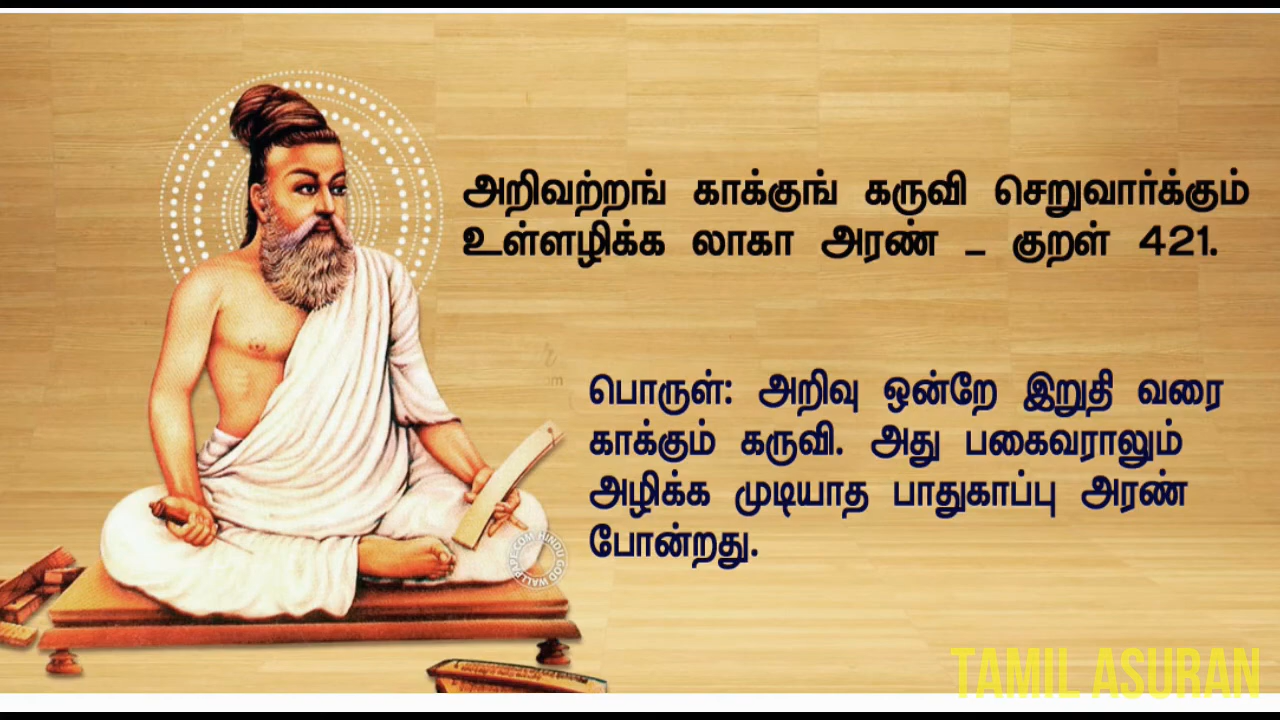 அறிவற்றங் காக்குங் கருவி செறுவார்க்கும்
உள்ளழிக்க லாகா அரண் – குறள் 421.
பொருள்: அறிவு ஒன்றே இறுதி வரை
காக்கும் கருவி. அது பகைவராலும்
அழிக்க முடியாத பாதுகாப்பு அரண்
போன்றது.
TAMIL ASURAN